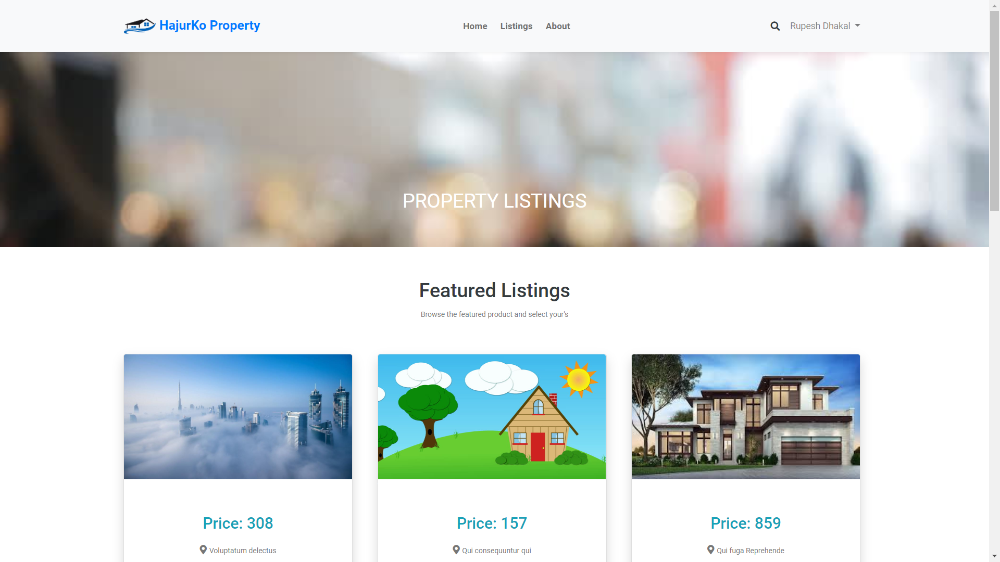 HajurKo Property
Home Listings About
Rupesh Dhakal
PROPERTY LISTINGS
Featured Listings
Browse the featured product and select your's
Price: 308
Voluptatum delectus
Price: 157
Qui consequuntur qui
Price: 859
Qui fuga Reprehende